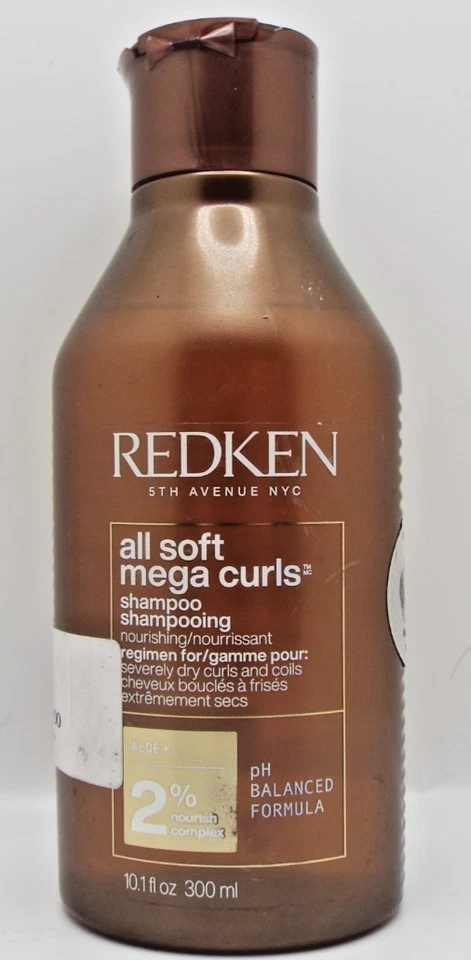 REDKEN
5TH AVENUE NYC
all soft
mega curls™ MC
shampoo
shampooing
nourishing/nourrissant
regimen for/gamme pour:
severely dry curls and coils
cheveux bouclés à frisés
extrêmement secs
ALOE +
2%
nourish
complex
pH
BALANCED
FORMULA
10.1 fl oz 300 ml